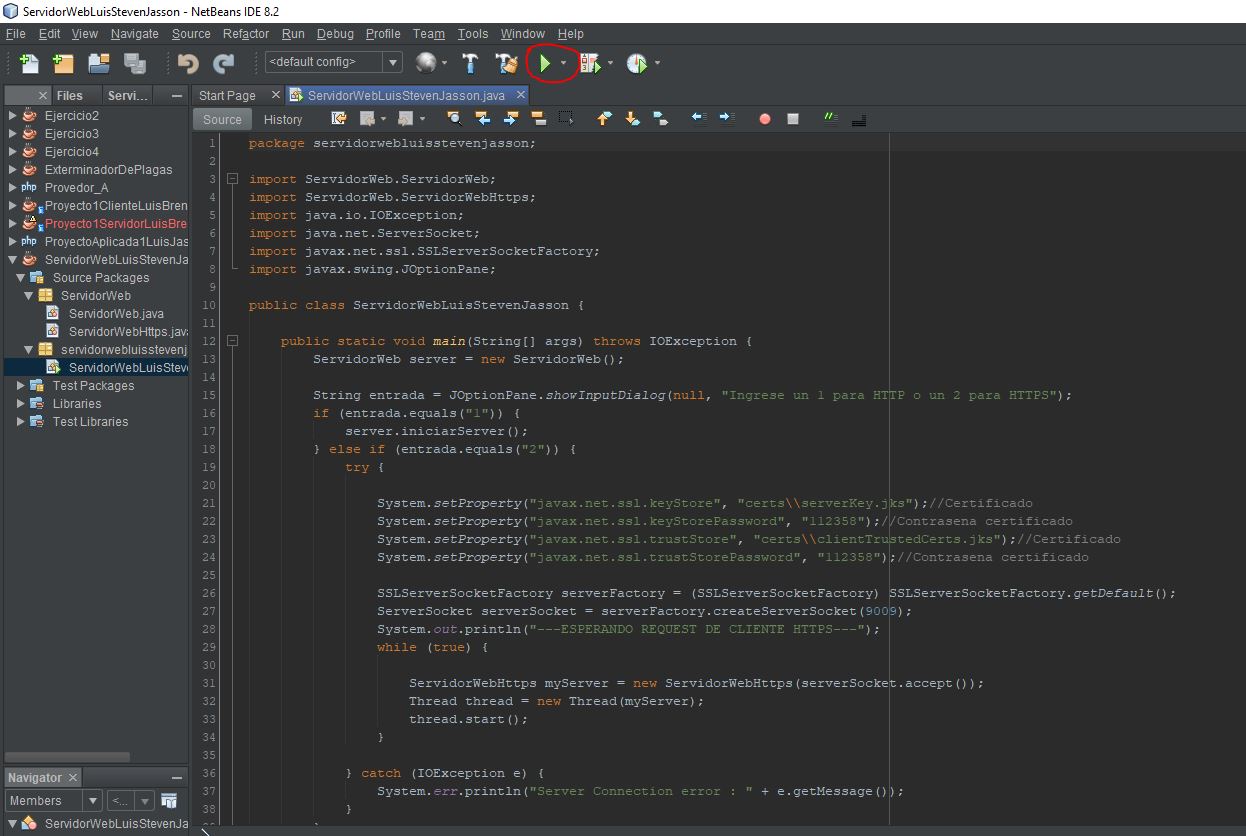 ServidorWebLuisStevenJasson - NetBeans IDE 8.2
File Edit View Navigate Source Refactor Run Debug Profile Team Tools Window Help
<default config>
Files
Servi...
Start Page
ServidorWebLuisStevenJasson.java
Source History
Ejercicio2
Ejercicio3
Ejercicio4
ExterminadorDePlagas
php Provedor_A
Proyecto1ClienteLuisBren
Proyecto1ServidorLuisBre
php ProyectoAplicada1LuisJas
ServidorWebLuisStevenJa
Source Packages
ServidorWeb
ServidorWeb.java
ServidorWebHttps.java
servidorwebluisstevenj
ServidorWebLuisSteve
Test Packages
Libraries
Test Libraries
Navigator
Members
<...
ServidorWebLuisStevenJa
1 package servidorwebluisstevenjasson;
2
3 import ServidorWeb.ServidorWeb;
4 import ServidorWeb.ServidorWebHttps;
5 import java.io.IOException;
6 import java.net.ServerSocket;
7 import javax.net.ssl.SSLServerSocketFactory;
8 import javax.swing.JOptionPane;
9
10 public class ServidorWebLuisStevenJasson {
11
12 public static void main(String[] args) throws IOException {
13 ServidorWeb server = new ServidorWeb();
14
15 String entrada = JOptionPane.showInputDialog(null, "Ingrese un 1 para HTTP o un 2 para HTTPS");
16 if (entrada.equals("1")) {
17 server.iniciarServer();
18 } else if (entrada.equals("2")) {
19 try {
20
21 System.setProperty("javax.net.ssl.keyStore", "certs\\serverKey.jks");//Certificado
22 System.setProperty("javax.net.ssl.keyStorePassword", "112358");//Contrasena certificado
23 System.setProperty("javax.net.ssl.trustStore", "certs\\clientTrustedCerts.jks");//Certificado
24 System.setProperty("javax.net.ssl.trustStorePassword", "112358");//Contrasena certificado
25
26 SSLServerSocketFactory serverFactory = (SSLServerSocketFactory) SSLServerSocketFactory.getDefault();
27 ServerSocket serverSocket = serverFactory.createServerSocket(9009);
28 System.out.println("---ESPERANDO REQUEST DE CLIENTE HTTPS---");
29 while (true) {
30
31 ServidorWebHttps myServer = new ServidorWebHttps(serverSocket.accept());
32 Thread thread = new Thread(myServer);
33 thread.start();
34 }
35
36 } catch (IOException e) {
37 System.err.println("Server Connection error : " + e.getMessage());
38 }